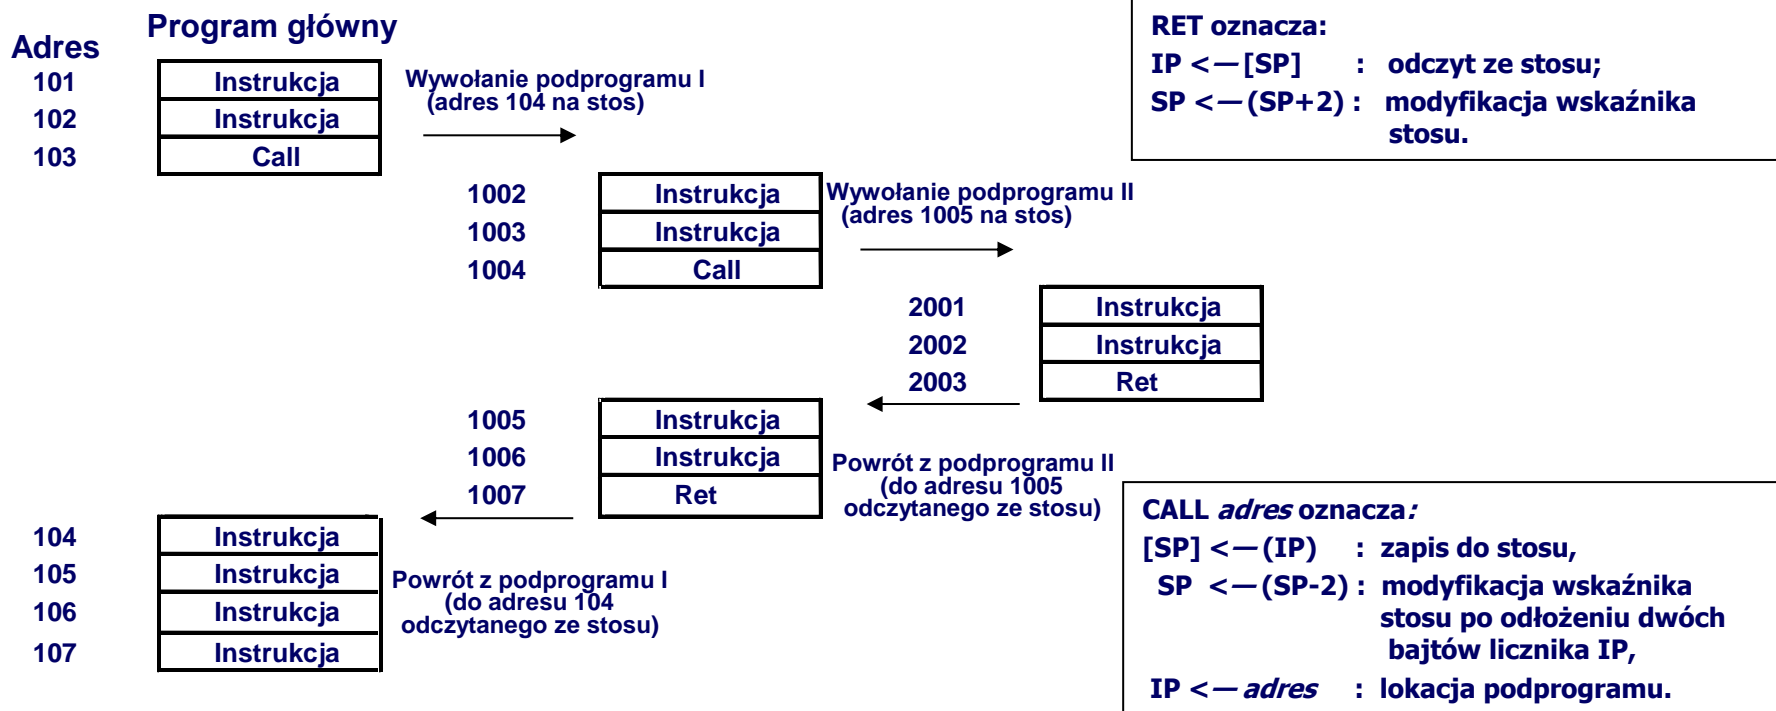 Program główny
Adres
101 Instrukcja
102 Instrukcja
103 Call
Wywołanie podprogramu I
(adres 104 na stos)
1002 Instrukcja
1003 Instrukcja
1004 Call
Wywołanie podprogramu II
(adres 1005 na stos)
2001 Instrukcja
2002 Instrukcja
2003 Ret
1005 Instrukcja
1006 Instrukcja
1007 Ret
Powrót z podprogramu II
(do adresu 1005
odczytanego ze stosu)
104 Instrukcja
105 Instrukcja
106 Instrukcja
107 Instrukcja
Powrót z podprogramu I
(do adresu 104
odczytanego ze stosu)
RET oznacza:
IP <—[SP] : odczyt ze stosu;
SP <—(SP+2) : modyfikacja wskaźnika
stosu.
CALL adres oznacza:
[SP] <—(IP) : zapis do stosu,
SP <—(SP-2) : modyfikacja wskaźnika
stosu po odłożeniu dwóch
bajtów licznika IP,
IP <—adres : lokacja podprogramu.